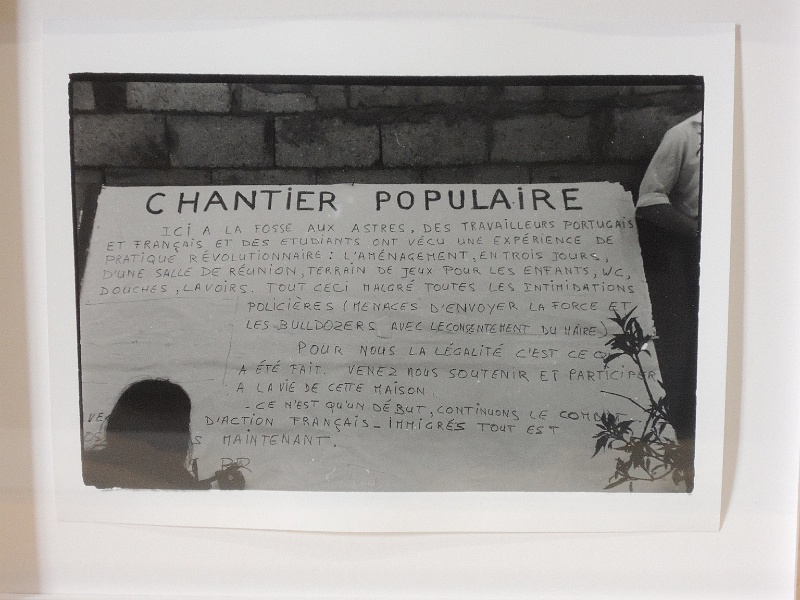 CHANTiER POPULAiRE
ICI A LA FOSSE AUX ASTRES, DES TRAVAILLEURS PORTUGAIS
ET FRANÇAIS ET DES ETUDIANTS ONT VÉCU UNE EXPÉRIENCE DE
PRATIQUE RÉVOLUTIONNAIRE : L'AMÉNAGEMENT, EN TROIS JOURS,
D'UNE SALLE DE RÉUNION, TERRAIN DE JEUX POUR LES ENFANTS, WC,
DOUCHES, LAVOIRS. TOUT CECI MALGRÉ TOUTES LES INTIMIDATIONS
POLICIÈRES (MENACES D'ENVOYER LA FORCE ET
LES BULLDOZERS AVEC LE CONSENTEMENT DU MAIRE)
POUR NOUS LA LÉGALITÉ C'EST CE
A ÉTÉ FAIT. VENEZ NOUS SOUTENIR ET PARTICIPER
A LA VIE DE CETTE MAISON.
- CE N'EST QU'UN DÉBUT, CONTINUONS LE COMBAT
D'ACTION FRANÇAIS - IMMIGRÉS TOUT EST
MAINTENANT.